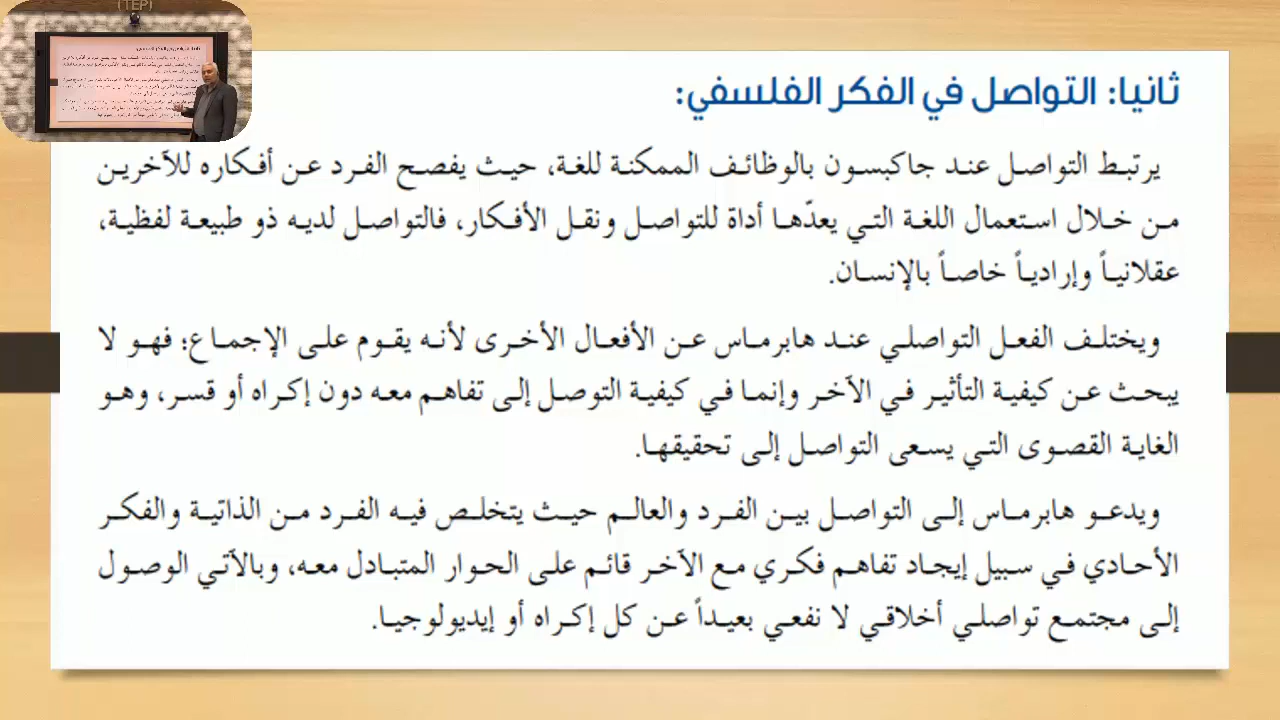 (TEP)
ثانيا: التواصل في الفكر الفلسفي:
يرتبط التواصل عند جاكبسون بالوظائف الممكنة للغة، حيث يفصح الفرد عن أفكاره للآخرين
من خلال استعمال اللغة التي يعدّها أداة للتواصل ونقل الأفكار، فالتواصل لديه ذو طبيعة لفظية،
عقلانياً وإرادياً خاصاً بالإنسان.
ويختلف الفعل التواصلي عند هابرماس عن الأفعال الأخرى لأنه يقوم على الإجماع؛ فهو لا
يبحث عن كيفية التأثير في الآخر وإنما في كيفية التوصل إلى تفاهم معه دون إكراه أو قسر، وهو
الغاية القصوى التي يسعى التواصل إلى تحقيقها.
ويدعو هابرماس إلى التواصل بين الفرد والعالم حيث يتخلص فيه الفرد من الذاتية والفكر
الأحادي في سبيل إيجاد تفاهم فكري مع الآخر قائم على الحوار المتبادل معه، وبالآتي الوصول
إلى مجتمع تواصلي أخلاقي لا نفعي بعيداً عن كل إكراه أو إيديولوجيا.